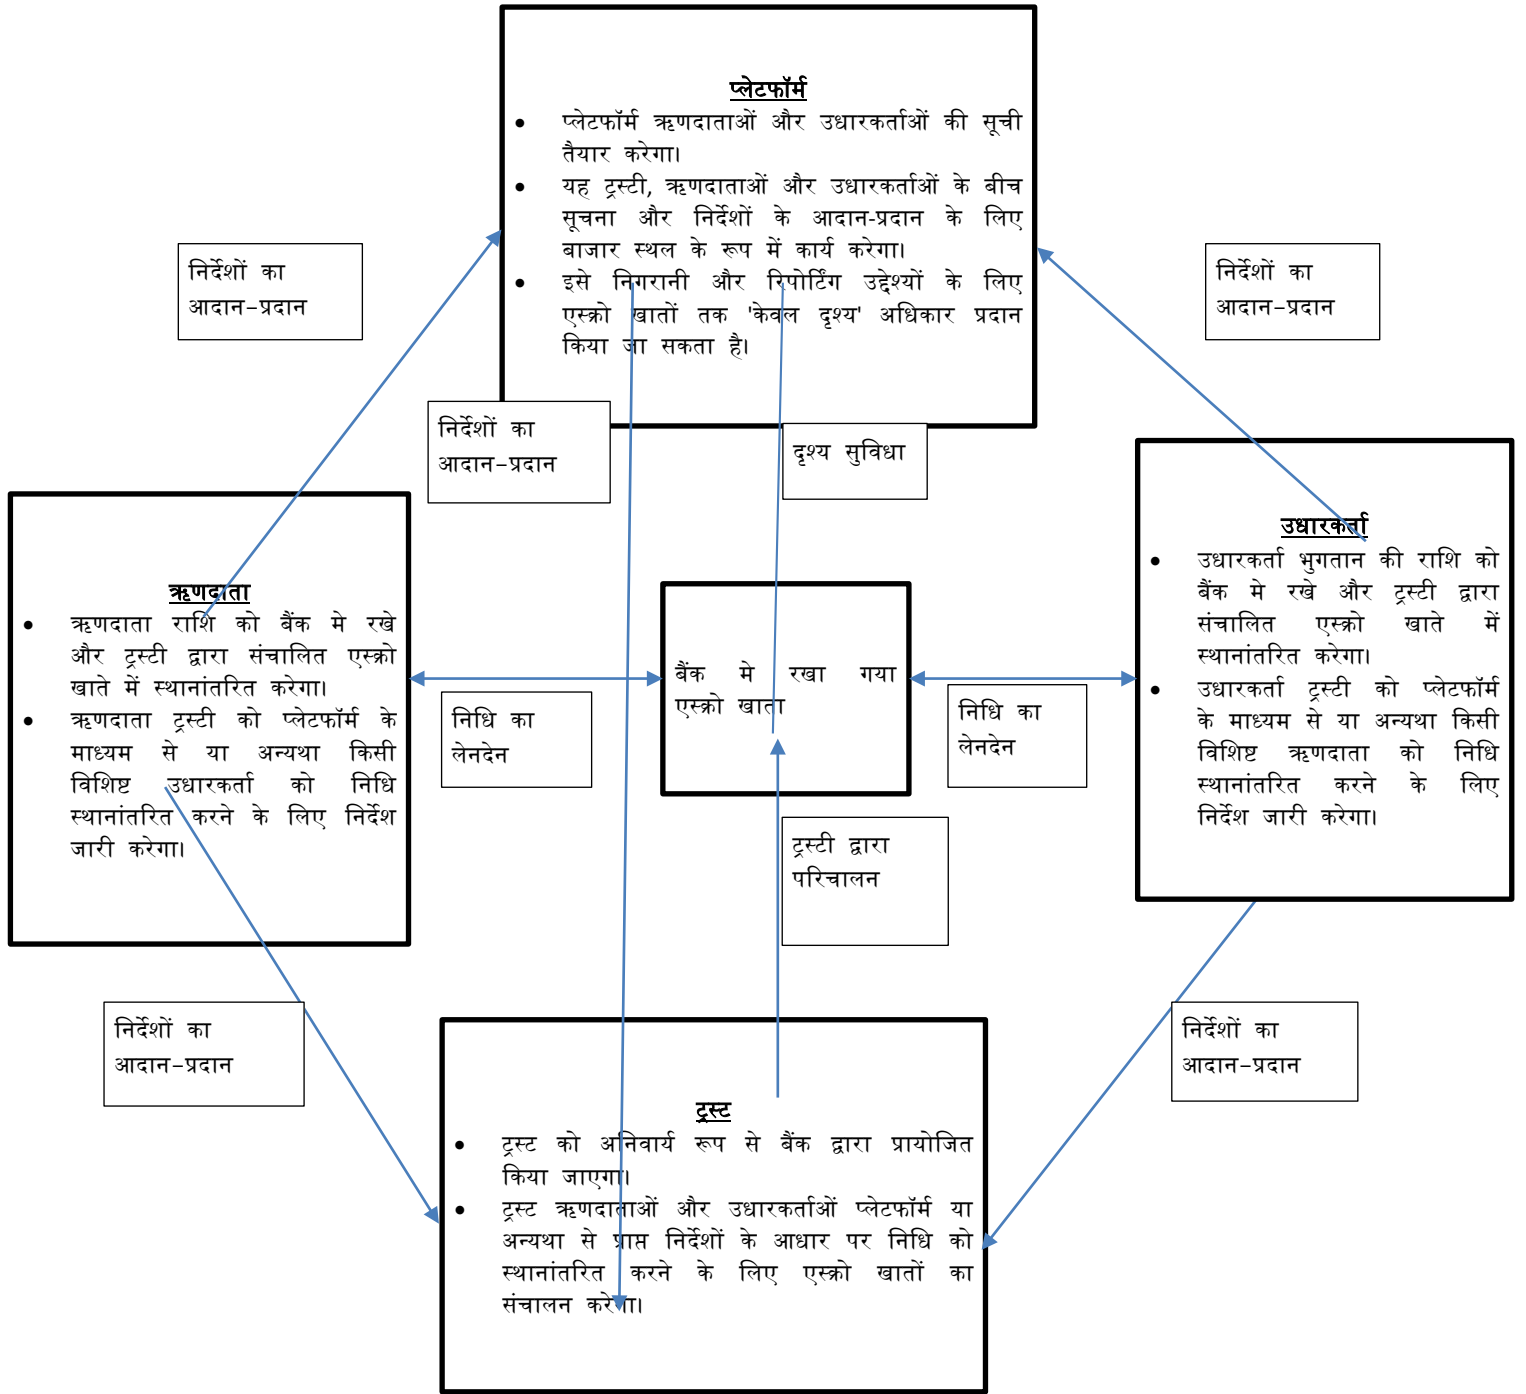 प्लेटफॉर्म
• प्लेटफॉर्म ऋणदाताओं और उधारकर्ताओं की सूची
तैयार करेगा।
• यह ट्रस्टी, ऋणदाताओं और उधारकर्ताओं के बीच
सूचना और निर्देशों के आदान-प्रदान के लिए
बाजार स्थल के रूप में कार्य करेगा।
• इसे निगरानी और रिपोर्टिंग उद्देश्यों के लिए
एस्क्रो खातों तक 'केवल दृश्य' अधिकार प्रदान
किया जा सकता है।
निर्देशों का
आदान-प्रदान
निर्देशों का
आदान-प्रदान
निर्देशों का
आदान-प्रदान
दृश्य सुविधा
ऋणदाता
• ऋणदाता राशि को बैंक मे रखे
और ट्रस्टी द्वारा संचालित एस्क्रो
खाते में स्थानांतरित करेगा।
• ऋणदाता ट्रस्टी को प्लेटफॉर्म के
माध्यम से या अन्यथा किसी
विशिष्ट उधारकर्ता को निधि
स्थानांतरित करने के लिए निर्देश
जारी करेगा।
निधि का
लेनदेन
बैंक मे रखा गया
एस्क्रो खाता
निधि का
लेनदेन
उधारकर्ता
• उधारकर्ता भुगतान की राशि को
बैंक मे रखे और ट्रस्टी द्वारा
संचालित एस्क्रो खाते में
स्थानांतरित करेगा।
• उधारकर्ता ट्रस्टी को प्लेटफॉर्म
के माध्यम से या अन्यथा किसी
विशिष्ट ऋणदाता को निधि
स्थानांतरित करने के लिए
निर्देश जारी करेगा।
ट्रस्टी द्वारा
परिचालन
निर्देशों का
आदान-प्रदान
निर्देशों का
आदान-प्रदान
ट्रस्ट
• ट्रस्ट को अनिवार्य रूप से बैंक द्वारा प्रायोजित
किया जाएगा।
• ट्रस्ट ऋणदाताओं और उधारकर्ताओं प्लेटफॉर्म या
अन्यथा से प्राप्त निर्देशों के आधार पर निधि को
स्थानांतरित करने के लिए एस्क्रो खातों का
संचालन करेगा।